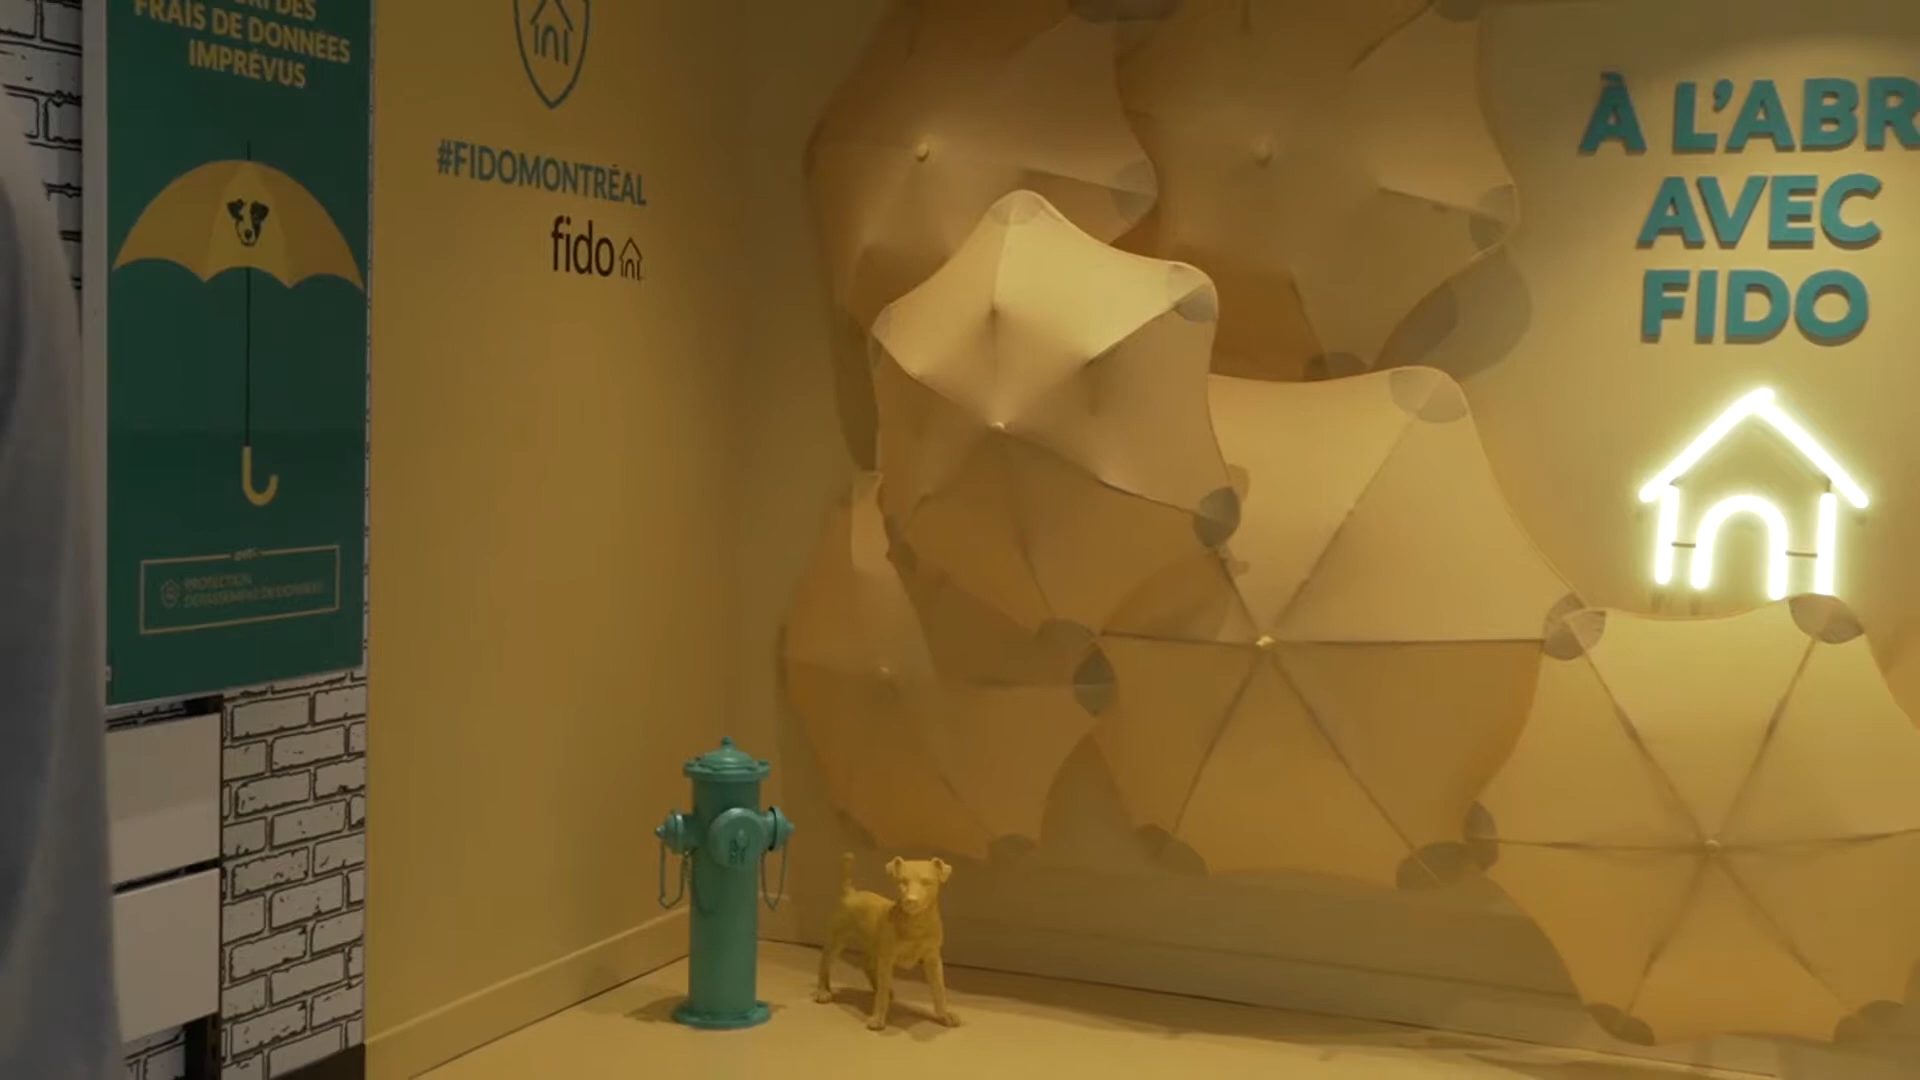 FRAIS DE DONNÉES
IMPRÉVUS
#FIDOMONTRÉAL
fido
À L'ABR
AVEC
FIDO